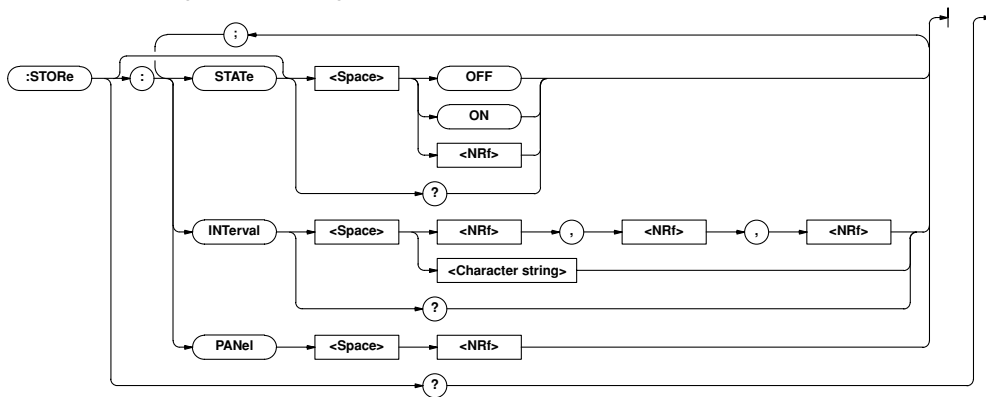 ;
:STORe : STATe <Space> OFF
ON
<NRf>
?
INTerval <Space> <NRf> , <NRf> , <NRf>
<Character string>
?
PANel <Space> <NRf>
?